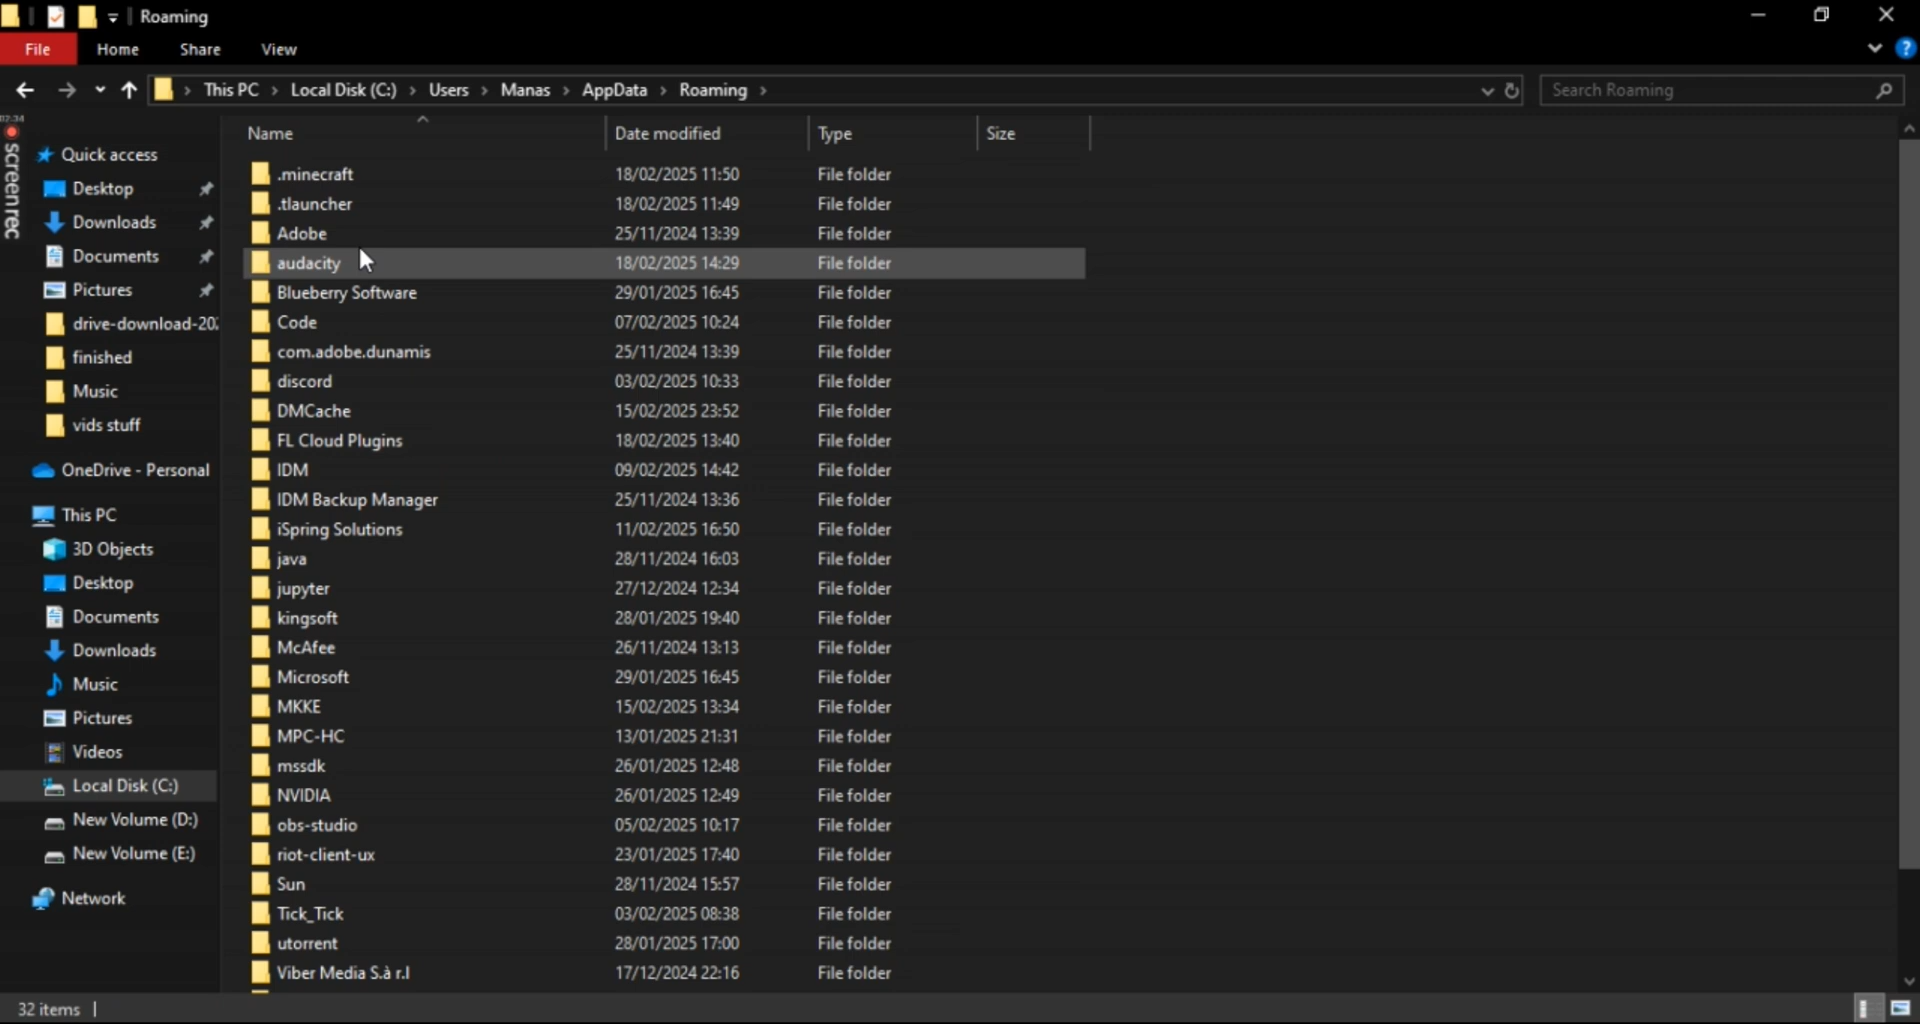 Roaming
File Home Share View
This PC Local Disk (C:) Users Manas AppData Roaming Search Roaming
02:34
screenrec
Quick access
Desktop
Downloads
Documents
Pictures
drive-download-20
finished
Music
vids stuff
OneDrive - Personal
This PC
3D Objects
Desktop
Documents
Downloads
Music
Pictures
Videos
Local Disk (C:)
New Volume (D:)
New Volume (E:)
Network
Name Date modified Type Size
.minecraft 18/02/2025 11:50 File folder
.tlauncher 18/02/2025 11:49 File folder
Adobe 25/11/2024 13:39 File folder
audacity 18/02/2025 14:29 File folder
Blueberry Software 29/01/2025 16:45 File folder
Code 07/02/2025 10:24 File folder
com.adobe.dunamis 25/11/2024 13:39 File folder
discord 03/02/2025 10:33 File folder
DMCache 15/02/2025 23:52 File folder
FL Cloud Plugins 18/02/2025 13:40 File folder
IDM 09/02/2025 14:42 File folder
IDM Backup Manager 25/11/2024 13:36 File folder
iSpring Solutions 11/02/2025 16:50 File folder
java 28/11/2024 16:03 File folder
jupyter 27/12/2024 12:34 File folder
kingsoft 28/01/2025 19:40 File folder
McAfee 26/11/2024 13:13 File folder
Microsoft 29/01/2025 16:45 File folder
MKKE 15/02/2025 13:34 File folder
MPC-HC 13/01/2025 21:31 File folder
mssdk 26/01/2025 12:48 File folder
NVIDIA 26/01/2025 12:49 File folder
obs-studio 05/02/2025 10:17 File folder
riot-client-ux 23/01/2025 17:40 File folder
Sun 28/11/2024 15:57 File folder
Tick_Tick 03/02/2025 08:38 File folder
utorrent 28/01/2025 17:00 File folder
Viber Media S.à r.l 17/12/2024 22:16 File folder
32 items